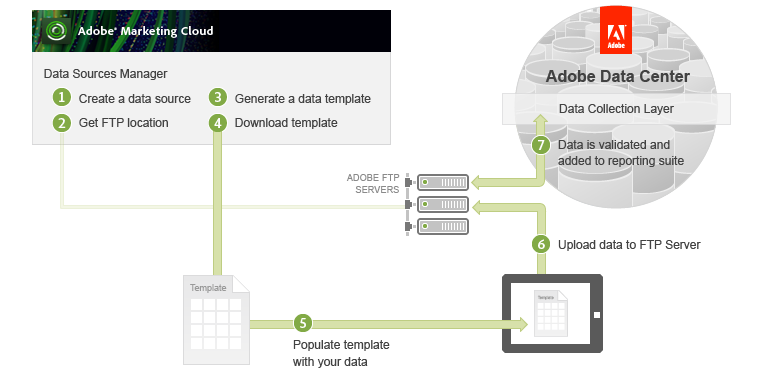 Adobe® Marketing Cloud
Data Sources Manager
1 Create a data source
2 Get FTP location
3 Generate a data template
4 Download template
Adobe
Adobe Data Center
Data Collection Layer
7 Data is validated and
added to reporting suite
ADOBE FTP
SERVERS
6 Upload data to FTP Server
Template
5
Populate template
with your data
Template